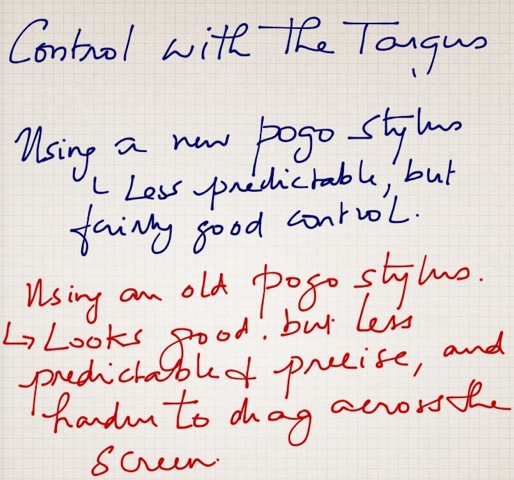 Control with the Targus
Using a new pogo stylus
↳ Less predictable, but
fairly good control.
Using an old pogo stylus.
↳ Looks good. but less
predictable & precise, and
harder to drag across the
screen.